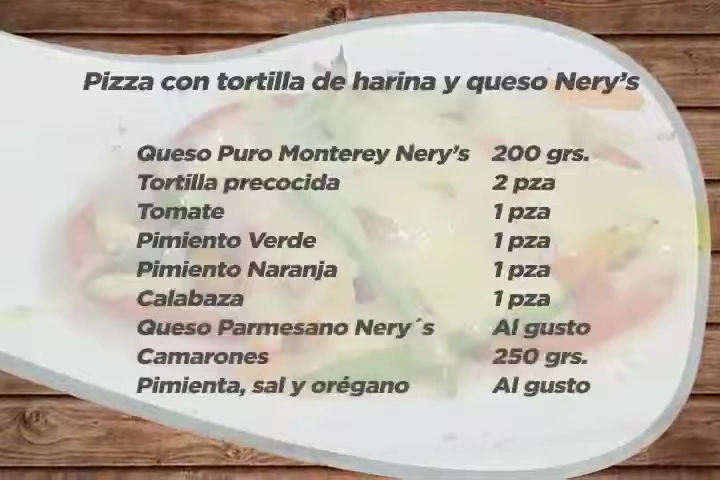 Pizza con tortilla de harina y queso Nery's
Queso Puro Monterey Nery's 200 grs.
Tortilla precocida 2 pza
Tomate 1 pza
Pimiento Verde 1 pza
Pimiento Naranja 1 pza
Calabaza 1 pza
Queso Parmesano Nery´s Al gusto
Camarones 250 grs.
Pimienta, sal y orégano Al gusto